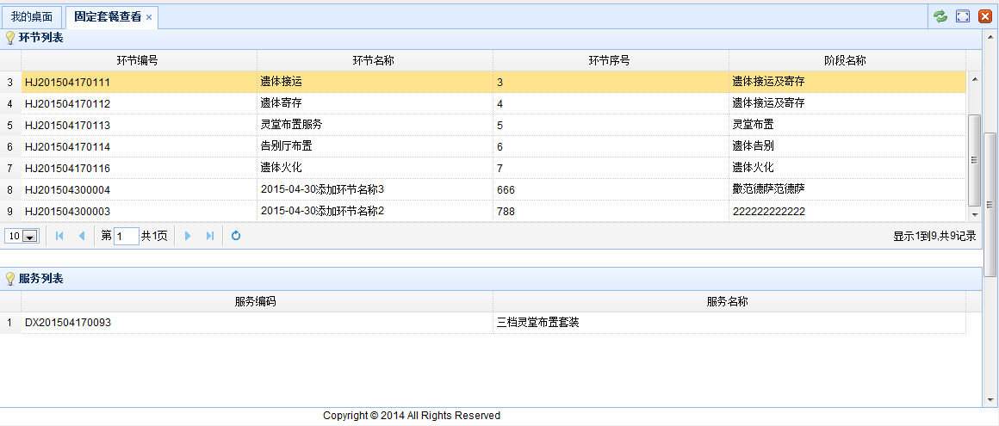 我的桌面 固定套餐查看 ×
环节列表
环节编号 环节名称 环节序号 阶段名称
3 HJ201504170111 遗体接运 3 遗体接运及寄存
4 HJ201504170112 遗体寄存 4 遗体接运及寄存
5 HJ201504170113 灵堂布置服务 5 灵堂布置
6 HJ201504170114 告别厅布置 6 遗体告别
7 HJ201504170116 遗体火化 7 遗体火化
8 HJ201504300004 2015-04-30添加环节名称3 666 撒范德萨范德萨
9 HJ201504300003 2015-04-30添加环节名称2 788 222222222222
10 第 1 共1页 显示1到9,共9记录
服务列表
服务编码 服务名称
1 DX201504170093 三档灵堂布置套装
Copyright © 2014 All Rights Reserved